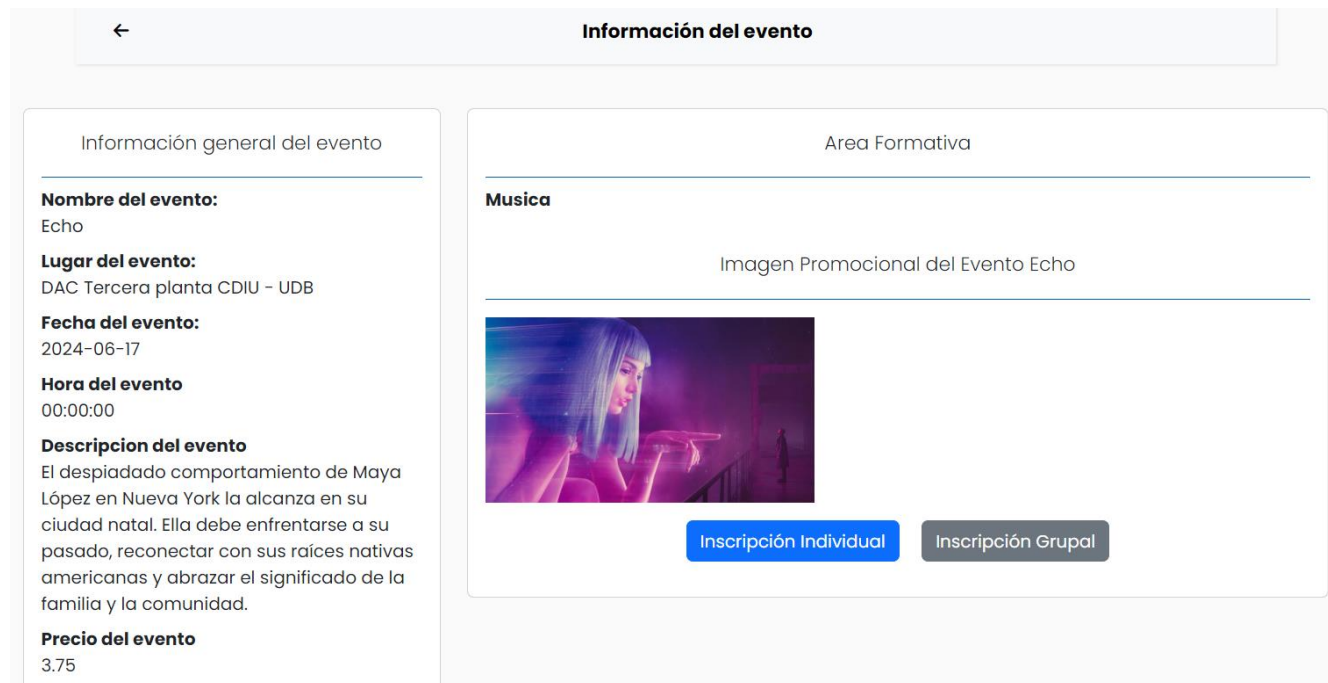 Información del evento
Información general del evento
Nombre del evento:
Echo
Lugar del evento:
DAC Tercera planta CDIU - UDB
Fecha del evento:
2024-06-17
Hora del evento
00:00:00
Descripcion del evento
El despiadado comportamiento de Maya
López en Nueva York la alcanza en su
ciudad natal. Ella debe enfrentarse a su
pasado, reconectar con sus raíces nativas
americanas y abrazar el significado de la
familia y la comunidad.
Precio del evento
3.75
Area Formativa
Musica
Imagen Promocional del Evento Echo
Inscripción Individual
Inscripción Grupal